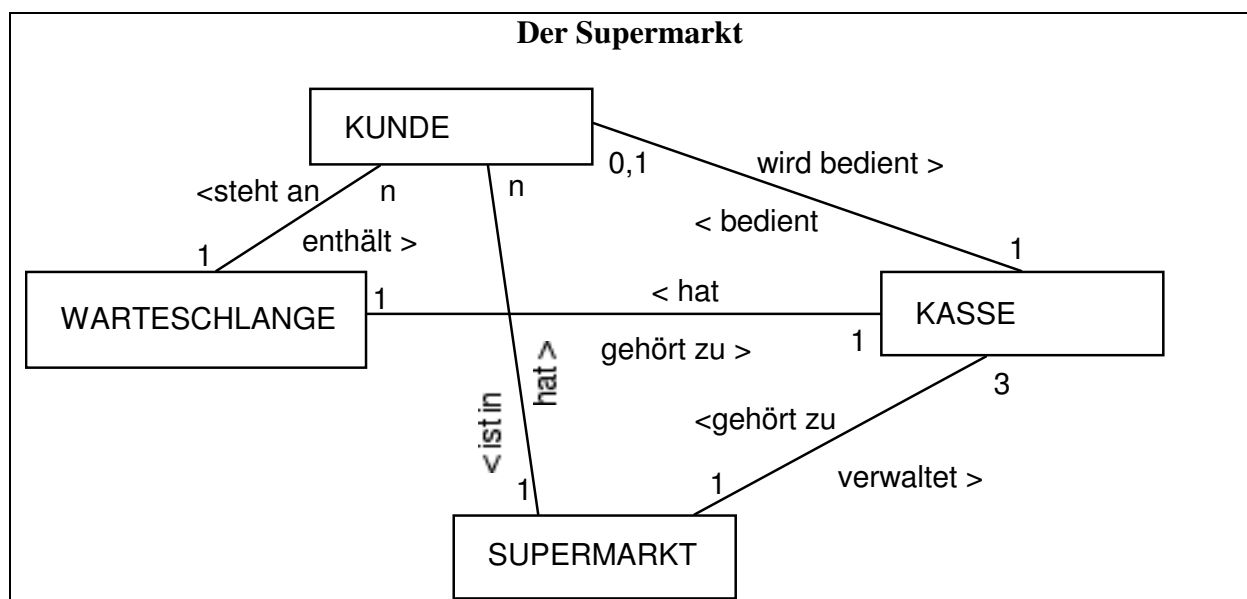 Der Supermarkt
KUNDE
0,1
wird bedient >
<steht an
n
n
< bedient
enthält >
1
1
WARTESCHLANGE
1
< hat
KASSE
gehört zu >
1
hat >
3
< ist in
<gehört zu
1
1
verwaltet >
SUPERMARKT